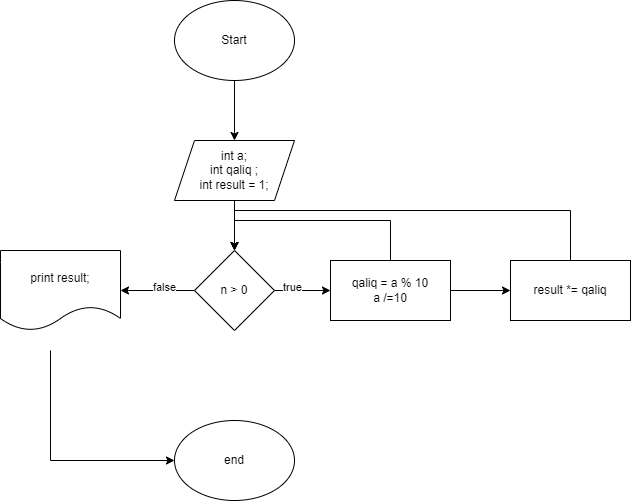 Start
int a;
int qaliq ;
int result = 1;
print result;
false
n > 0
true
qaliq = a % 10
a /=10
result *= qaliq
end